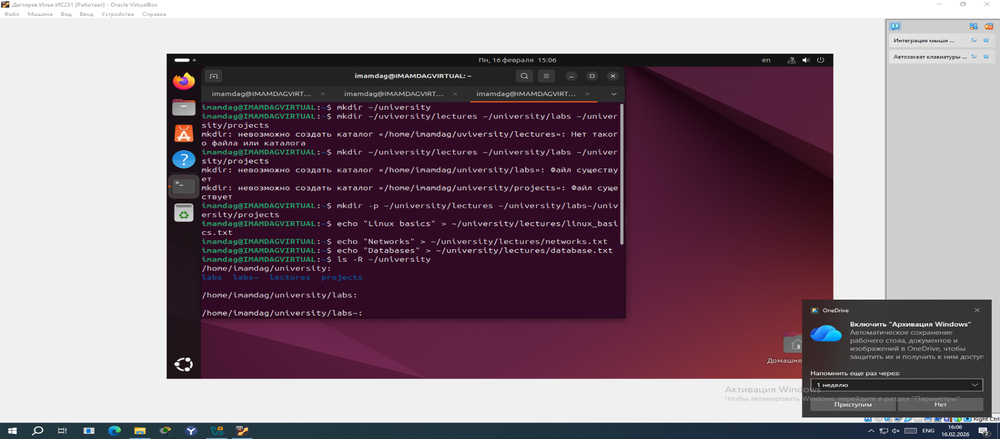 Дегтярев Илья ИС231 [Работает] - Oracle VirtualBox
Файл Машина Вид Ввод Устройства Справка
Интеграция мыши ...
Автозахват клавиатуры ...
Пн, 16 февраля 15:06
en
imamdag@IMAMDAGVIRTUAL: ~
imamdag@IMAMDAGVIRT... imamdag@IMAMDAGVIRT... imamdag@IMAMDAGVIRT...
imamdag@IMAMDAGVIRTUAL:~$ mkdir ~/university
imamdag@IMAMDAGVIRTUAL:~$ mkdir ~/uviversity/lectures ~/university/labs ~/univer
sity/projects
mkdir: невозможно создать каталог «/home/imamdag/uviversity/lectures»: Нет таког
о файла или каталога
imamdag@IMAMDAGVIRTUAL:~$ mkdir ~/university/lectures ~/university/labs ~/univer
sity/projects
mkdir: невозможно создать каталог «/home/imamdag/university/labs»: Файл существу
ет
mkdir: невозможно создать каталог «/home/imamdag/university/projects»: Файл суще
ствует
imamdag@IMAMDAGVIRTUAL:~$ mkdir -p ~/university/lectures ~/university/labs~/univ
ersity/projects
imamdag@IMAMDAGVIRTUAL:~$ echo "Linux basics" > ~/university/lectures/linux_basi
cs.txt
imamdag@IMAMDAGVIRTUAL:~$ echo "Networks" > ~/university/lectures/networks.txt
imamdag@IMAMDAGVIRTUAL:~$ echo "Databases" > ~/university/lectures/database.txt
imamdag@IMAMDAGVIRTUAL:~$ ls -R ~/university
/home/imamdag/university:
labs labs~ lectures projects
/home/imamdag/university/labs:
/home/imamdag/university/labs~:
Домашня
OneDrive
Включить "Архивация Windows"
Автоматическое сохранение
рабочего стола, документов и
изображений в OneDrive, чтобы
защитить их и получить к ним доступ
Напомнить еще раз через:
1 неделю
Приступим Нет
Активация Windows
Чтобы активировать Windows, перейдите в раздел "Параметры".
Right Ctrl
ENG
16:06
16.02.2026
2